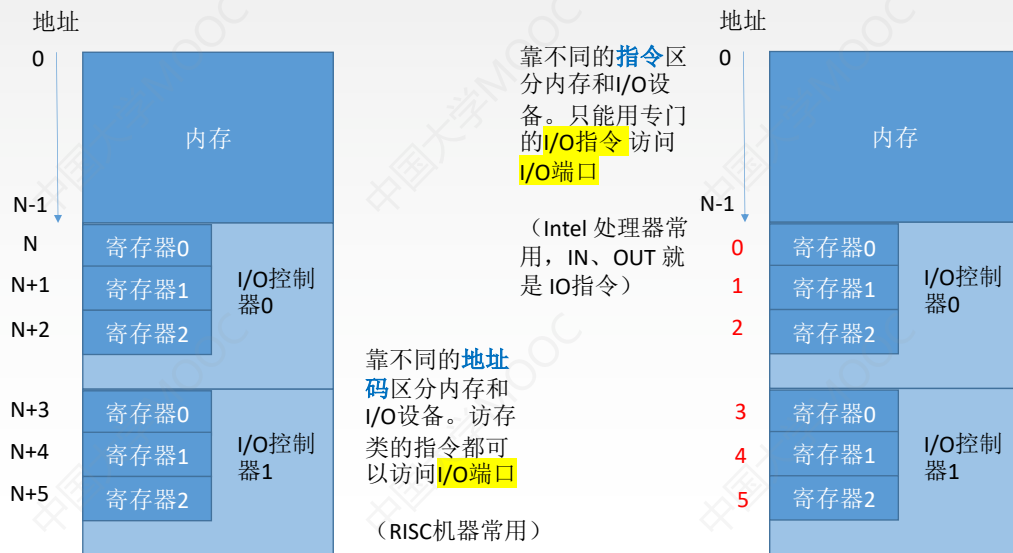 地址
0
内存
N-1
N
寄存器0
N+1
寄存器1
N+2
寄存器2
I/O控制
器0
N+3
寄存器0
N+4
寄存器1
N+5
寄存器2
I/O控制
器1
靠不同的地址
码区分内存和
I/O设备。访存
类的指令都可
以访问I/O端口
（RISC机器常用）
靠不同的指令区
分内存和I/O设
备。只能用专门
的I/O指令 访问
I/O端口
（Intel 处理器常
用，IN、OUT 就
是 IO指令）
地址
0
内存
N-1
0
寄存器0
1
寄存器1
2
寄存器2
I/O控制
器0
3
寄存器0
4
寄存器1
5
寄存器2
I/O控制
器1
中国大学MOOC